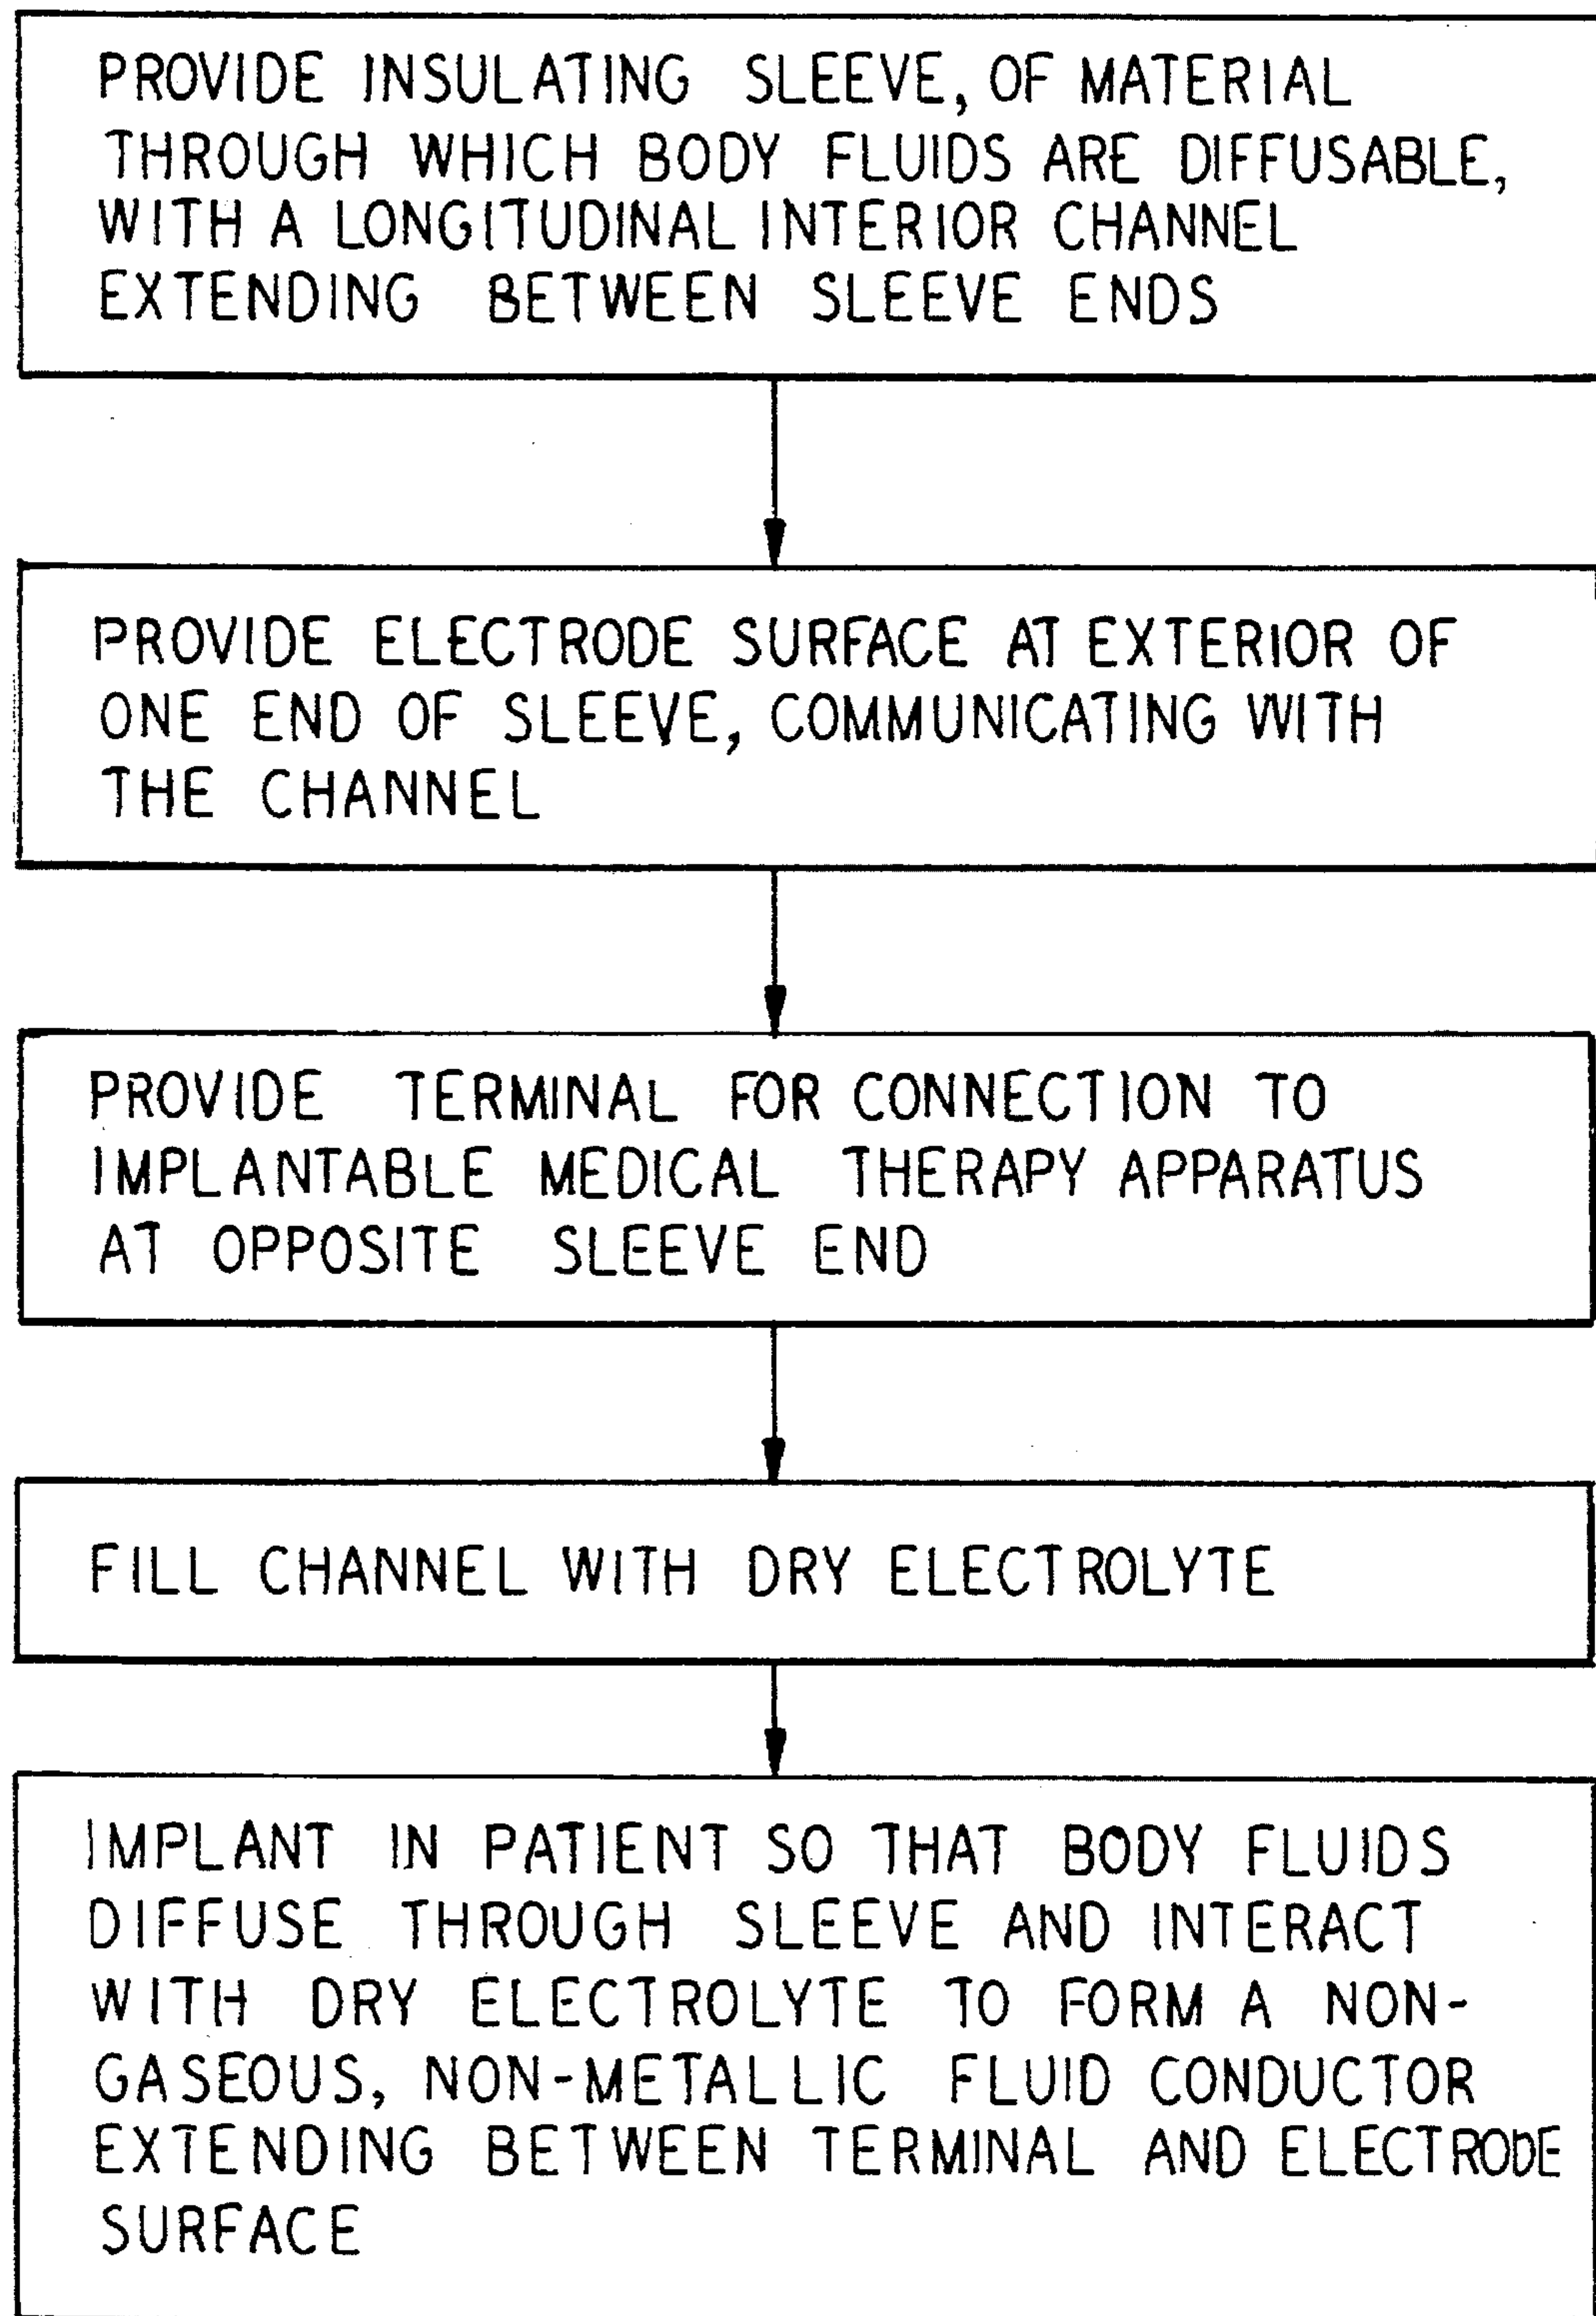 PROVIDE INSULATING SLEEVE, OF MATERIAL
THROUGH WHICH BODY FLUIDS ARE DIFFUSABLE,
WITH A LONGITUDINAL INTERIOR CHANNEL
EXTENDING BETWEEN SLEEVE ENDS
PROVIDE ELECTRODE SURFACE AT EXTERIOR OF
ONE END OF SLEEVE, COMMUNICATING WITH
THE CHANNEL
PROVIDE TERMINAL FOR CONNECTION TO
IMPLANTABLE MEDICAL THERAPY APPARATUS
AT OPPOSITE SLEEVE END
FILL CHANNEL WITH DRY ELECTROLYTE
IMPLANT IN PATIENT SO THAT BODY FLUIDS
DIFFUSE THROUGH SLEEVE AND INTERACT
WITH DRY ELECTROLYTE TO FORM A NON-
GASEOUS, NON-METALLIC FLUID CONDUCTOR
EXTENDING BETWEEN TERMINAL AND ELECTRODE
SURFACE